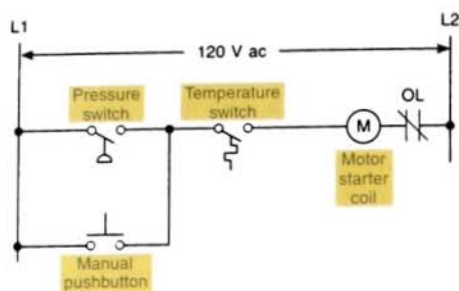 L1
L2
120 V ac
Pressure
switch
Temperature
switch
OL
M
Motor
starter
coil
Manual
pushbutton